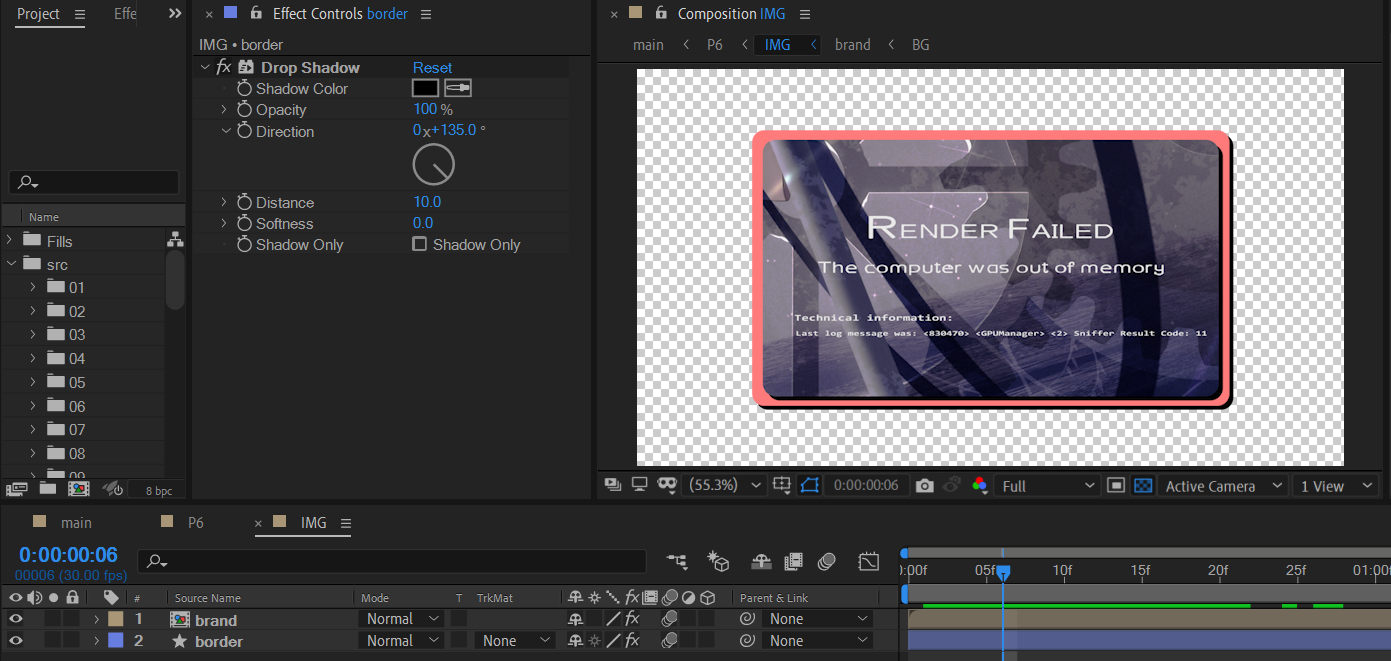 Project
Effe
Effect Controls border
Composition IMG
IMG • border
main
P6
IMG
brand
BG
fx Drop Shadow
Reset
Shadow Color
Opacity
100 %
Direction
0x+135.0 °
Distance
10.0
Softness
0.0
Shadow Only
Shadow Only
Name
Fills
src
01
02
03
04
05
06
07
08
09
8 bpc
Render Failed
The computer was out of memory
Technical information:
Last log message was: <830470> <GPUManager> <2> Sniffer Result Code: 11
(55.3%)
0:00:00:06
Full
Active Camera
1 View
main
P6
IMG
0:00:00:06
00006 (30.00 fps)
:00f
05f
10f
15f
20f
25f
01:00f
#
Source Name
Mode
T
TrkMat
fx
Parent & Link
1
brand
Normal
fx
None
2
border
Normal
None
fx
None